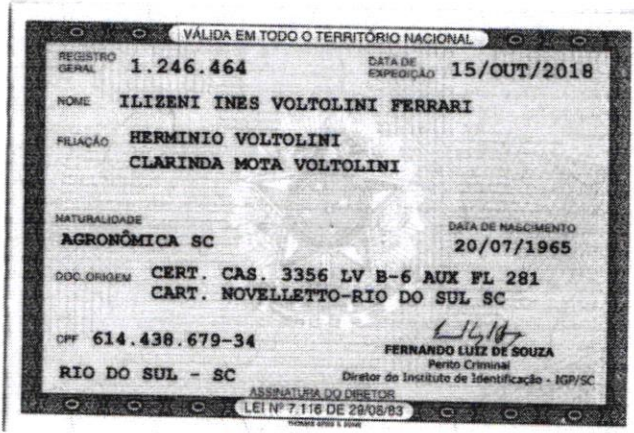 VÁLIDA EM TODO O TERRITÓRIO NACIONAL
REGISTRO GERAL 1.246.464 DATA DE EXPEDIÇÃO 15/OUT/2018
NOME ILIZENI INES VOLTOLINI FERRARI
FILIAÇÃO HERMINIO VOLTOLINI
CLARINDA MOTA VOLTOLINI
NATURALIDADE DATA DE NASCIMENTO
AGRONÔMICA SC 20/07/1965
DOC. ORIGEM CERT. CAS. 3356 LV B-6 AUX FL 281
CART. NOVELLETTO-RIO DO SUL SC
CPF 614.438.679-34
FERNANDO LUIZ DE SOUZA
Perito Criminal
RIO DO SUL - SC Diretor do Instituto de Identificação - IGP/SC
ASSINATURA DO DIRETOR
LEI Nº 7.116 DE 29/08/83